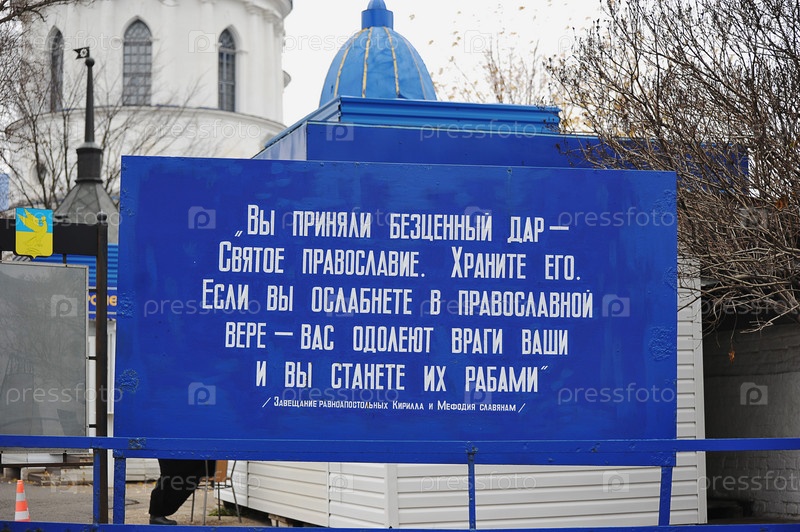 „Вы приняли безценный дар —
Святое православие. Храните его.
Если вы ослабнете в православной
вере — вас одолеют враги ваши
и вы станете их рабами“
/ Завещание равноапостольных Кирилла и Мефодия славянам /
pressfoto